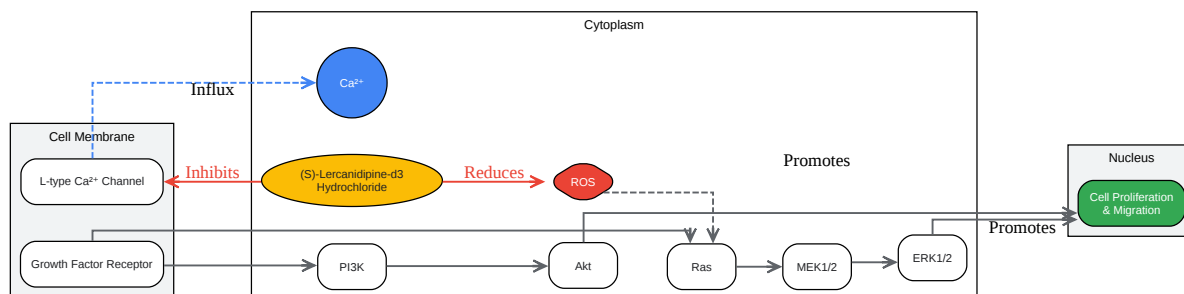 Cytoplasm
Ca²⁺
Influx
Cell Membrane
L-type Ca²⁺ Channel
Inhibits
(S)-Lercanidipine-d3
Hydrochloride
Reduces
ROS
Promotes
Nucleus
Cell Proliferation
& Migration
Promotes
Growth Factor Receptor
PI3K
Akt
Ras
MEK1/2
ERK1/2